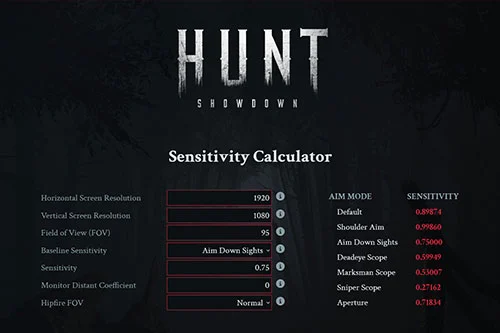 HUNT
SHOWDOWN
Sensitivity Calculator
Horizontal Screen Resolution 1920
Vertical Screen Resolution 1080
Field of View (FOV) 95
Baseline Sensitivity Aim Down Sights
Sensitivity 0.75
Monitor Distant Coefficient 0
Hipfire FOV Normal
AIM MODE SENSITIVITY
Default 0.89874
Shoulder Aim 0.99860
Aim Down Sights 0.75000
Deadeye Scope 0.59949
Marksman Scope 0.53007
Sniper Scope 0.27162
Aperture 0.71834